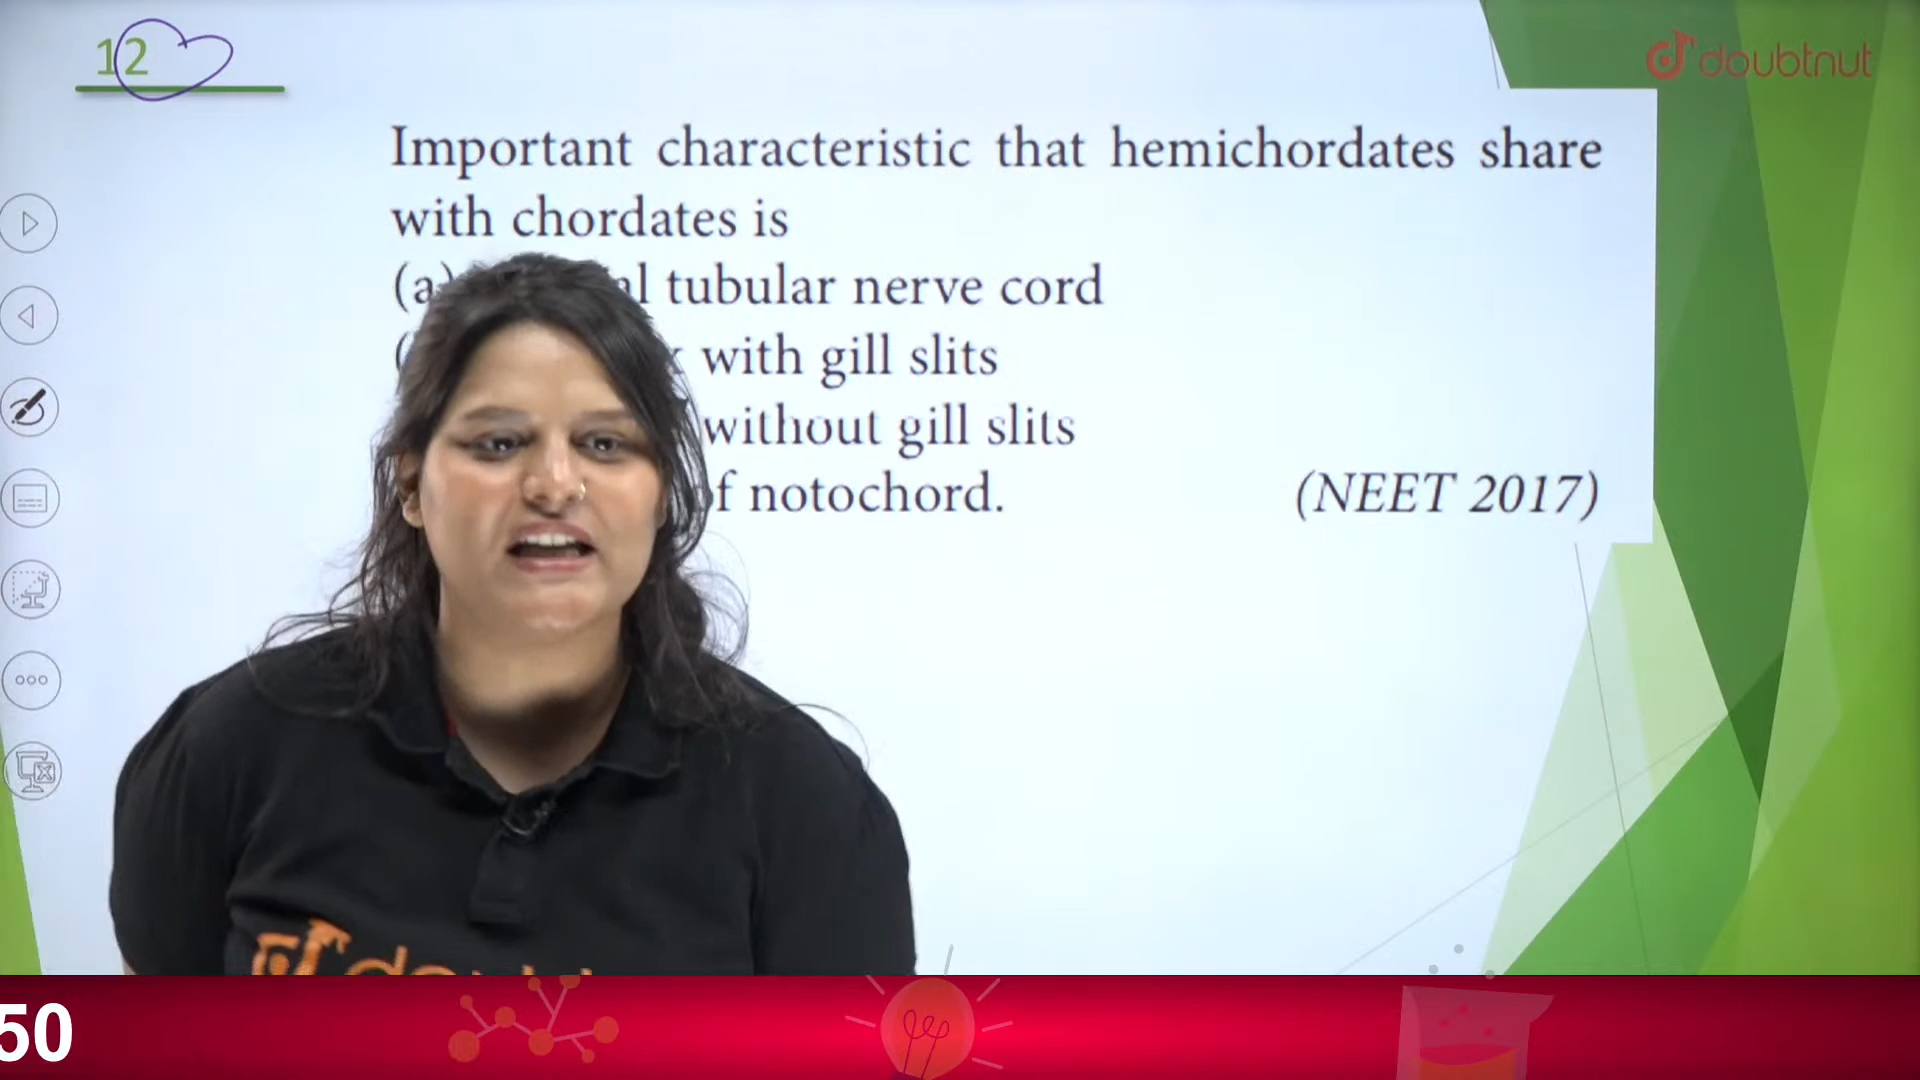 12
doubtnut
Important characteristic that hemichordates share
with chordates is
(a) tubular nerve cord
with gill slits
without gill slits
of notochord. (NEET 2017)
50